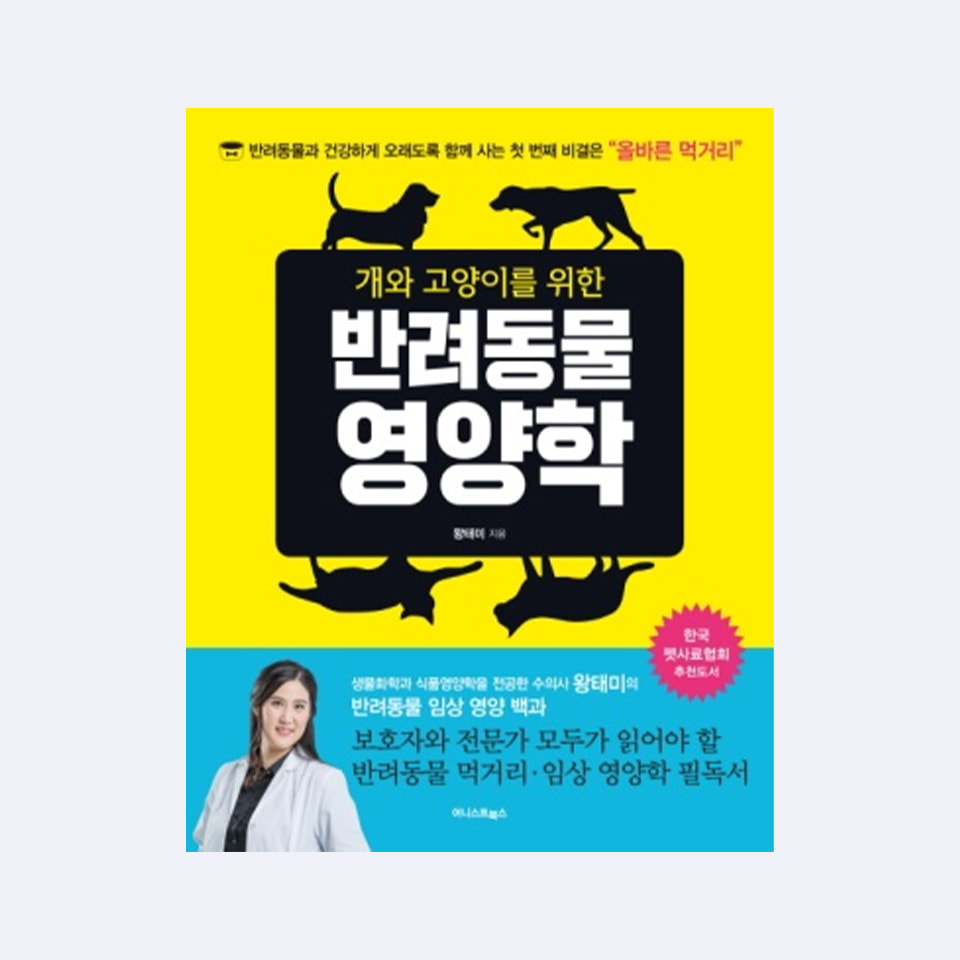 반려동물과 건강하게 오래도록 함께 사는 첫 번째 비결은 “올바른 먹거리”
개와 고양이를 위한
반려동물
영양학
황태미 지음
한국
펫사료협회
추천도서
생물화학과 식품영양학을 전공한 수의사 황태미의
반려동물 임상 영양 백과
보호자와 전문가 모두가 읽어야 할
반려동물 먹거리·임상 영양학 필독서
어니스트북스